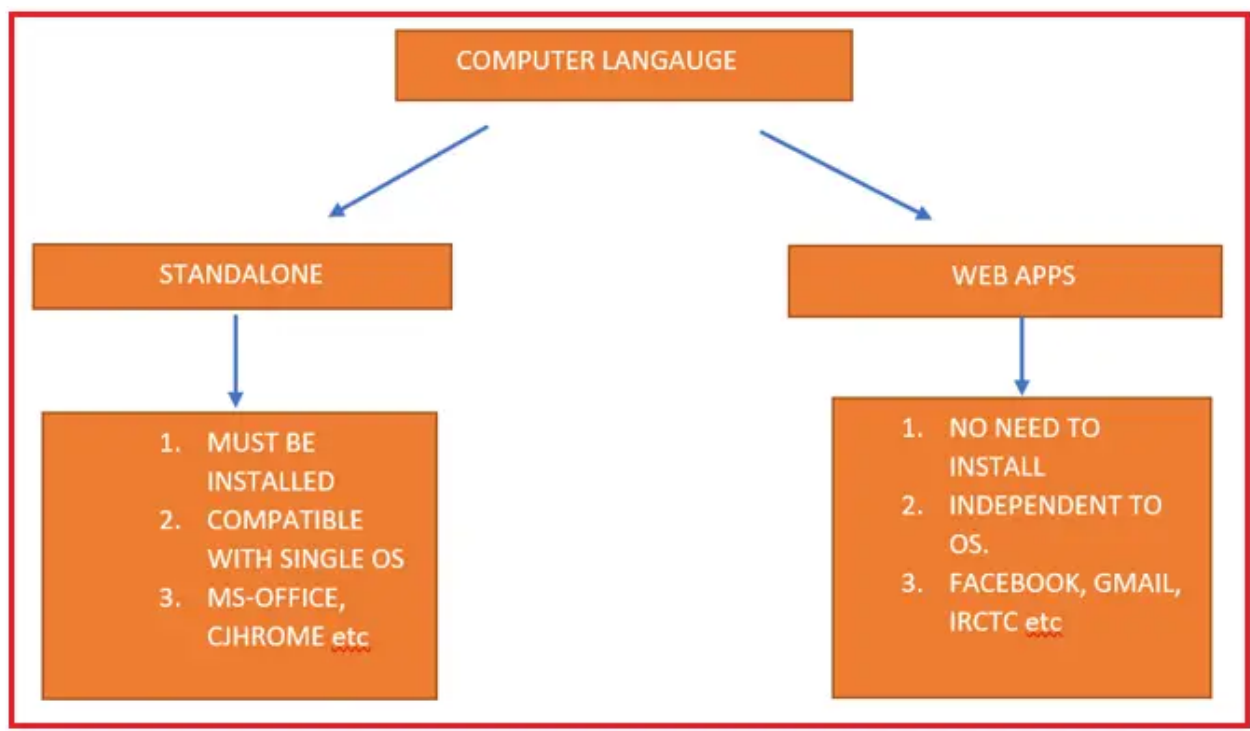 COMPUTER LANGAUGE
STANDALONE
WEB APPS
1. MUST BE
INSTALLED
2. COMPATIBLE
WITH SINGLE OS
3. MS-OFFICE,
CJHROME etc
1. NO NEED TO
INSTALL
2. INDEPENDENT TO
OS.
3. FACEBOOK, GMAIL,
IRCTC etc